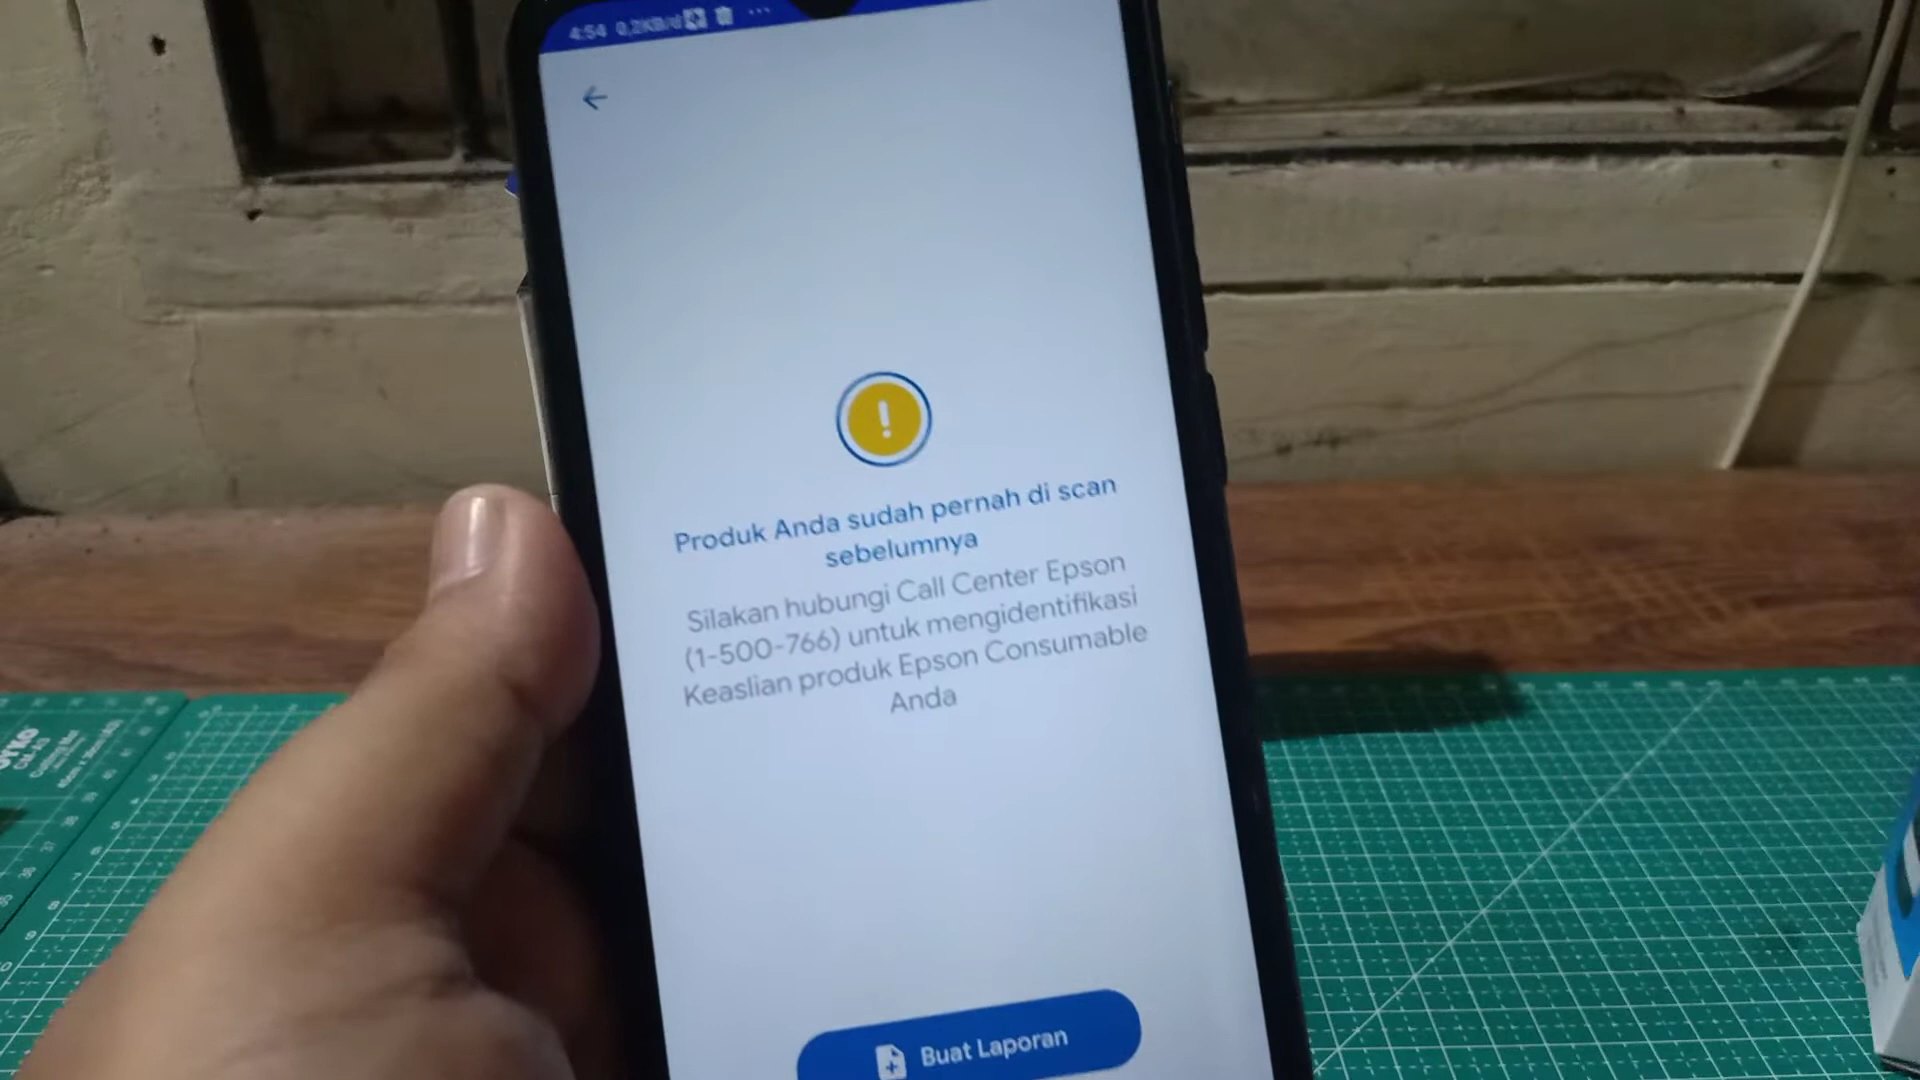 4:54 0,2KB/d
Produk Anda sudah pernah di scan
sebelumnya
Silakan hubungi Call Center Epson
(1-500-766) untuk mengidentifikasi
Keaslian produk Epson Consumable
Anda
Buat Laporan